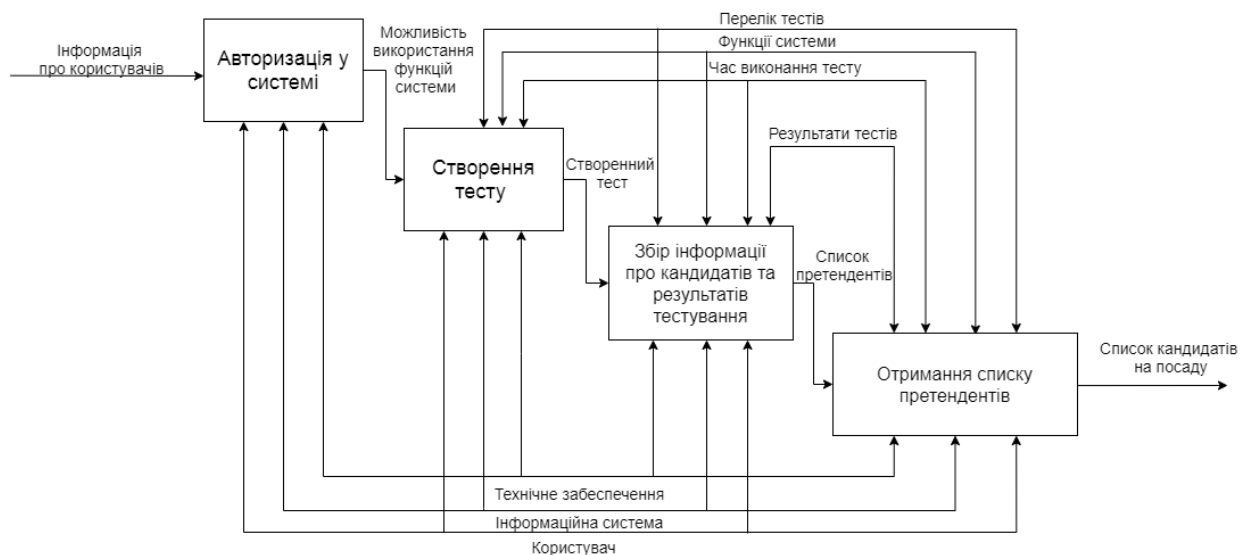 Перелік тестів
Функції системи
Час виконання тесту
Результати тестів
Інформація
про користувачів
Авторизація у
системі
Можливість
використання
функцій
системи
Створення
тесту
Створенний
тест
Збір інформації
про кандидатів та
результатів
тестування
Список
претендентів
Отримання списку
претендентів
Список кандидатів
на посаду
Технічне забеспечення
Інформаційна система
Користувач